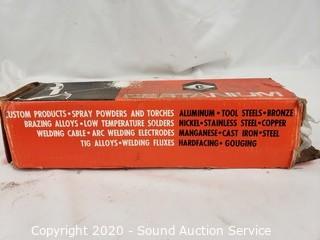 CERTANIUM
CUSTOM PRODUCTS • SPRAY POWDERS AND TORCHES
BRAZING ALLOYS • LOW TEMPERATURE SOLDERS
WELDING CABLE • ARC WELDING ELECTRODES
TIG ALLOYS • WELDING FLUXES
ALUMINUM • TOOL STEELS • BRONZE
NICKEL • STAINLESS STEEL • COPPER
MANGANESE • CAST IRON • STEEL
HARDFACING • GOUGING
Copyright 2020 - Sound Auction Service